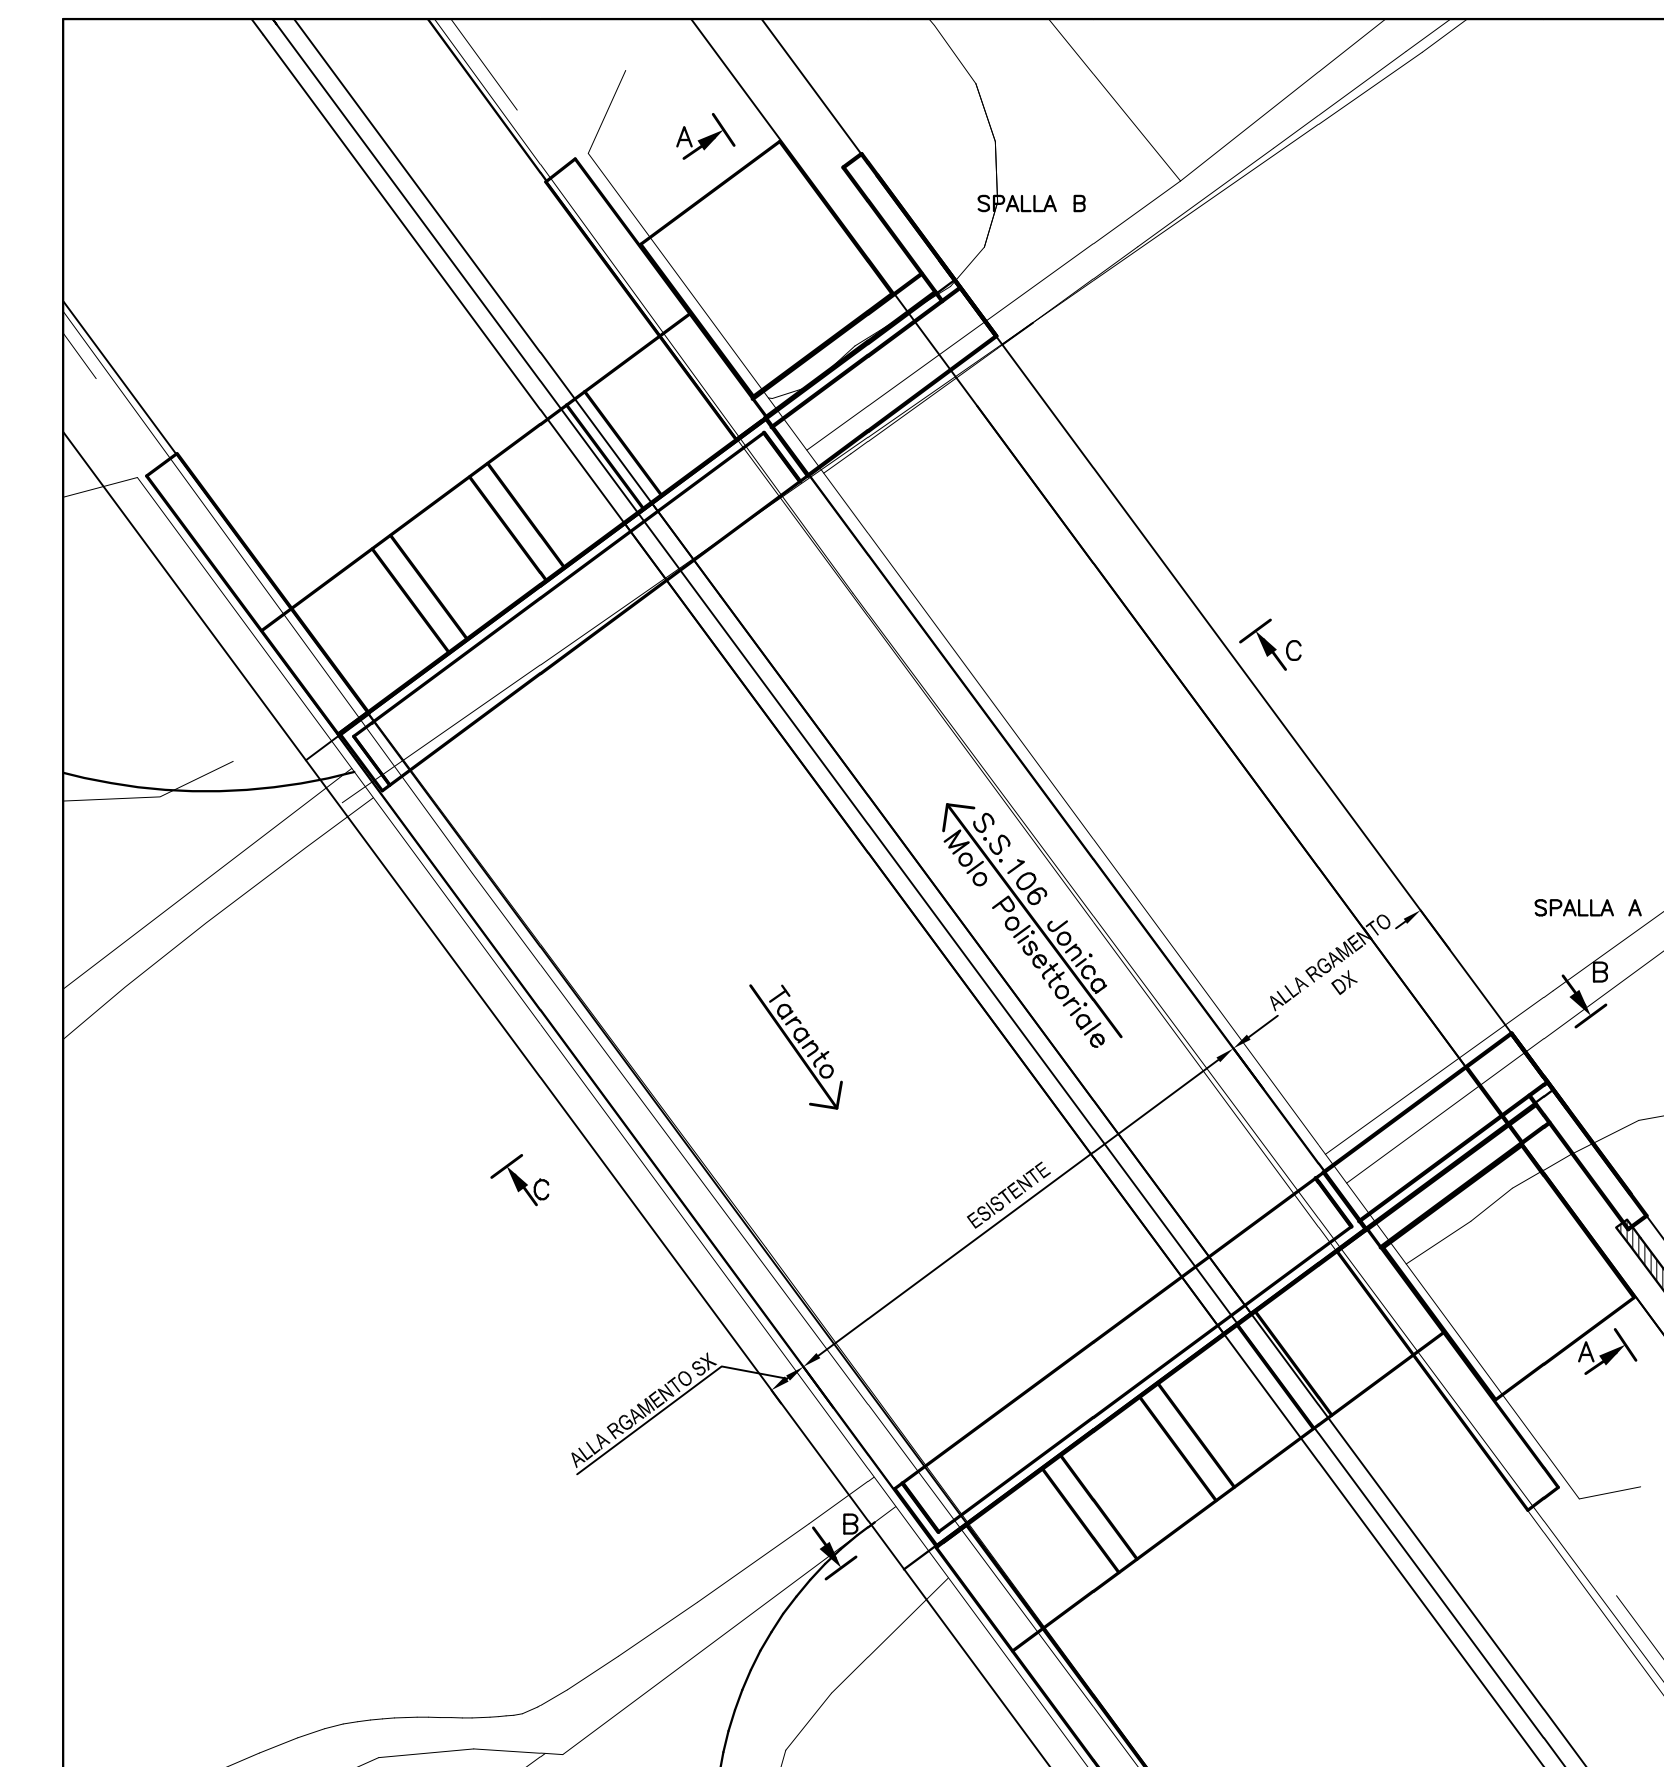 A
SPALLA B
C
S.S.106 Jonica
Molo Polisettoriale
SPALLA A
ALLA RGAMENTO
DX
B
Taranto
ESISTENTE
C
A
ALLA RGAMENTO SX
B